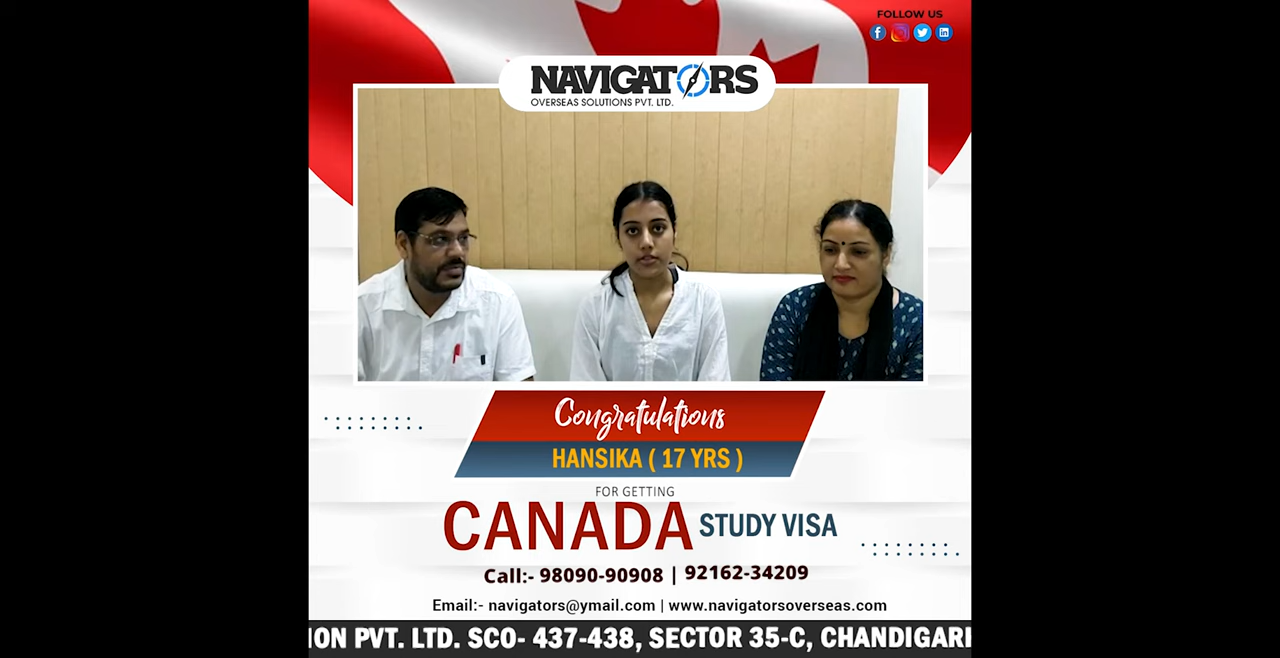 FOLLOW US
NAVIGATORS
OVERSEAS SOLUTIONS PVT. LTD.
Congratulations
HANSIKA ( 17 YRS )
FOR GETTING
CANADA STUDY VISA
Call:- 98090-90908 | 92162-34209
Email:- navigators@ymail.com | www.navigatorsoverseas.com
ION PVT. LTD. SCO- 437-438, SECTOR 35-C, CHANDIGARH